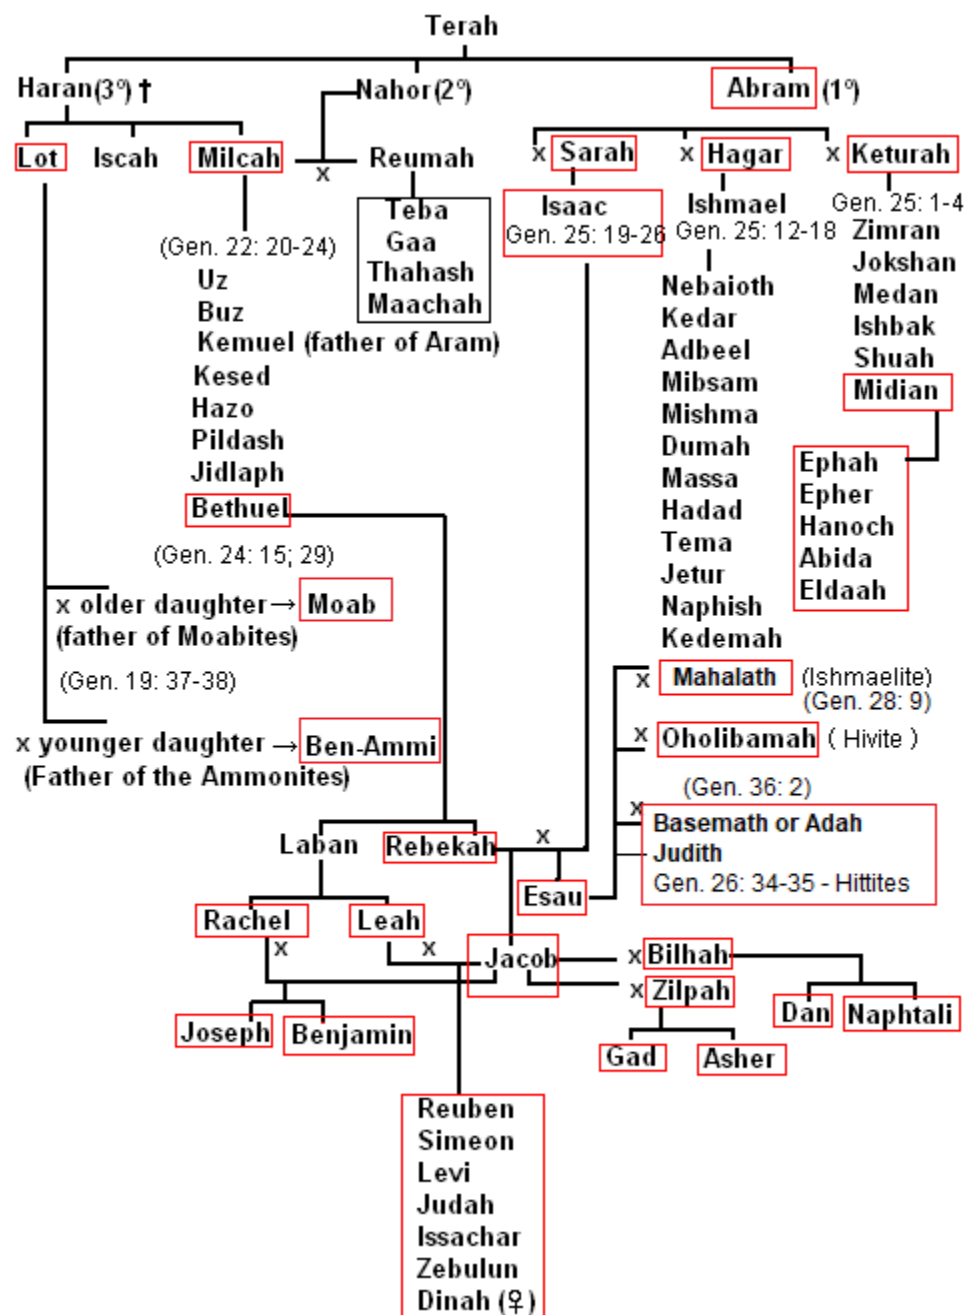 Terah
Haran (3º) †
Nahor (2º)
Abram (1º)
Lot
Iscah
Milcah
x
Reumah
x Sarah
x Hagar
x Keturah
Teba
Gaa
Thahash
Maachah
Isaac
Gen. 25: 19-26
Ishmael
Gen. 25: 12-18
Gen. 25: 1-4
Zimran
Jokshan
Medan
Ishbak
Shuah
Midian
(Gen. 22: 20-24)
Uz
Buz
Kemuel (father of Aram)
Kesed
Hazo
Pildash
Jidlaph
Bethuel
(Gen. 24: 15; 29)
Nebaioth
Kedar
Adbeel
Mibsam
Mishma
Dumah
Massa
Hadad
Tema
Jetur
Naphish
Kedemah
Ephah
Epher
Hanoch
Abida
Eldaah
x older daughter → Moab
(father of Moabites)
(Gen. 19: 37-38)
x younger daughter → Ben-Ammi
(Father of the Ammonites)
x Mahalath (Ishmaelite)
(Gen. 28: 9)
x Oholibamah ( Hivite )
(Gen. 36: 2)
x
Basemath or Adah
Judith
Gen. 26: 34-35 - Hittites
Laban
Rebekah
x
Esau
Rachel
Leah
x
x
Jacob
x Bilhah
x Zilpah
Dan
Naphtali
Joseph
Benjamin
Gad
Asher
Reuben
Simeon
Levi
Judah
Issachar
Zebulun
Dinah (♀)